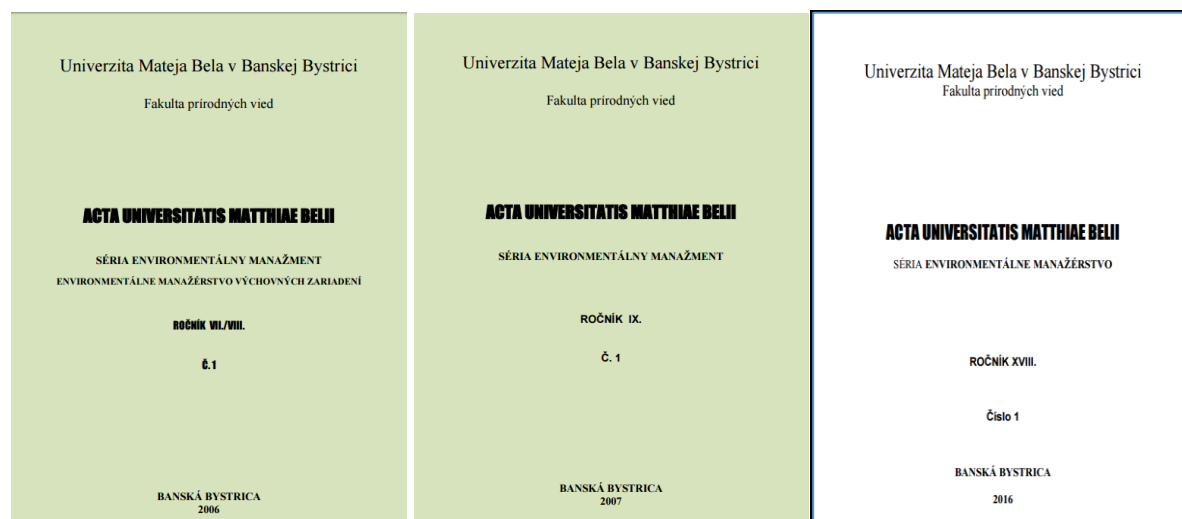 Univerzita Mateja Bela v Banskej Bystrici
Fakulta prírodných vied
ACTA UNIVERSITATIS MATTHIAE BELII
SÉRIA ENVIRONMENTÁLNY MANAŽMENT
ENVIRONMENTÁLNE MANAŽÉRSTVO VÝCHOVNÝCH ZARIADENÍ
ROČNÍK VII./VIII.
Č.1
BANSKÁ BYSTRICA
2006
Univerzita Mateja Bela v Banskej Bystrici
Fakulta prírodných vied
ACTA UNIVERSITATIS MATTHIAE BELII
SÉRIA ENVIRONMENTÁLNY MANAŽMENT
ROČNÍK IX.
Č. 1
BANSKÁ BYSTRICA
2007
Univerzita Mateja Bela v Banskej Bystrici
Fakulta prírodných vied
ACTA UNIVERSITATIS MATTHIAE BELII
SÉRIA ENVIRONMENTÁLNE MANAŽÉRSTVO
ROČNÍK XVIII.
Číslo 1
BANSKÁ BYSTRICA
2016